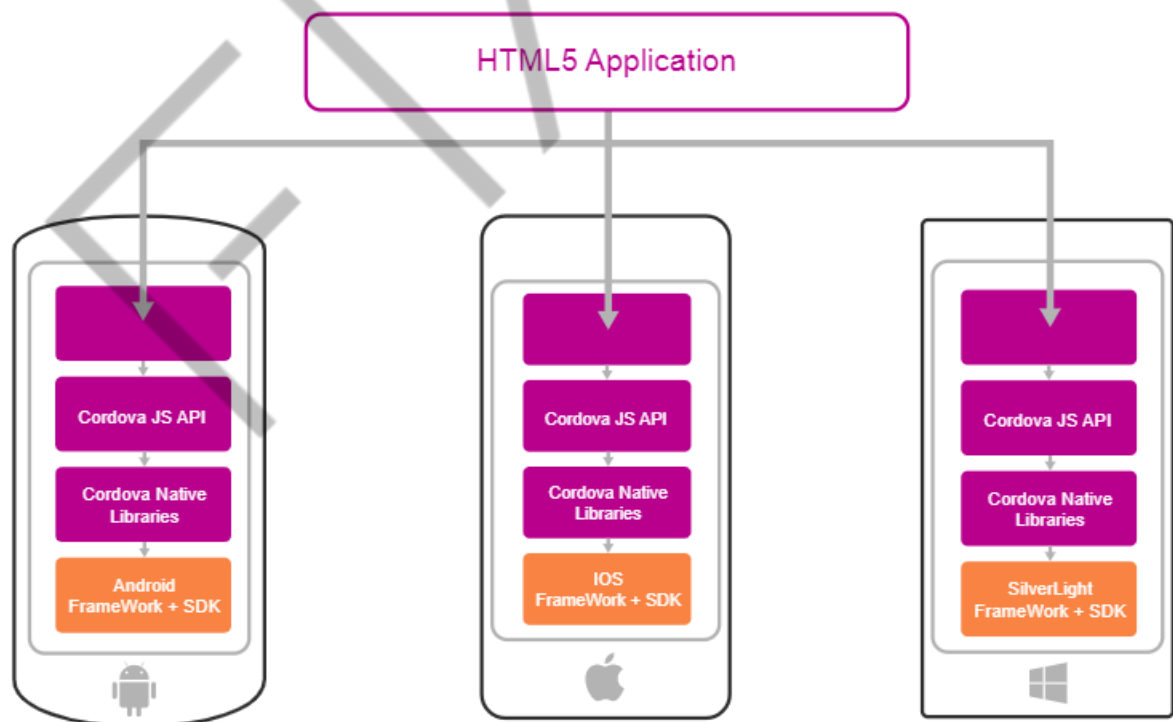 HTML5 Application
Cordova JS API
Cordova Native
Libraries
Android
FrameWork + SDK
Cordova JS API
Cordova Native
Libraries
IOS
FrameWork + SDK
Cordova JS API
Cordova Native
Libraries
SilverLight
FrameWork + SDK